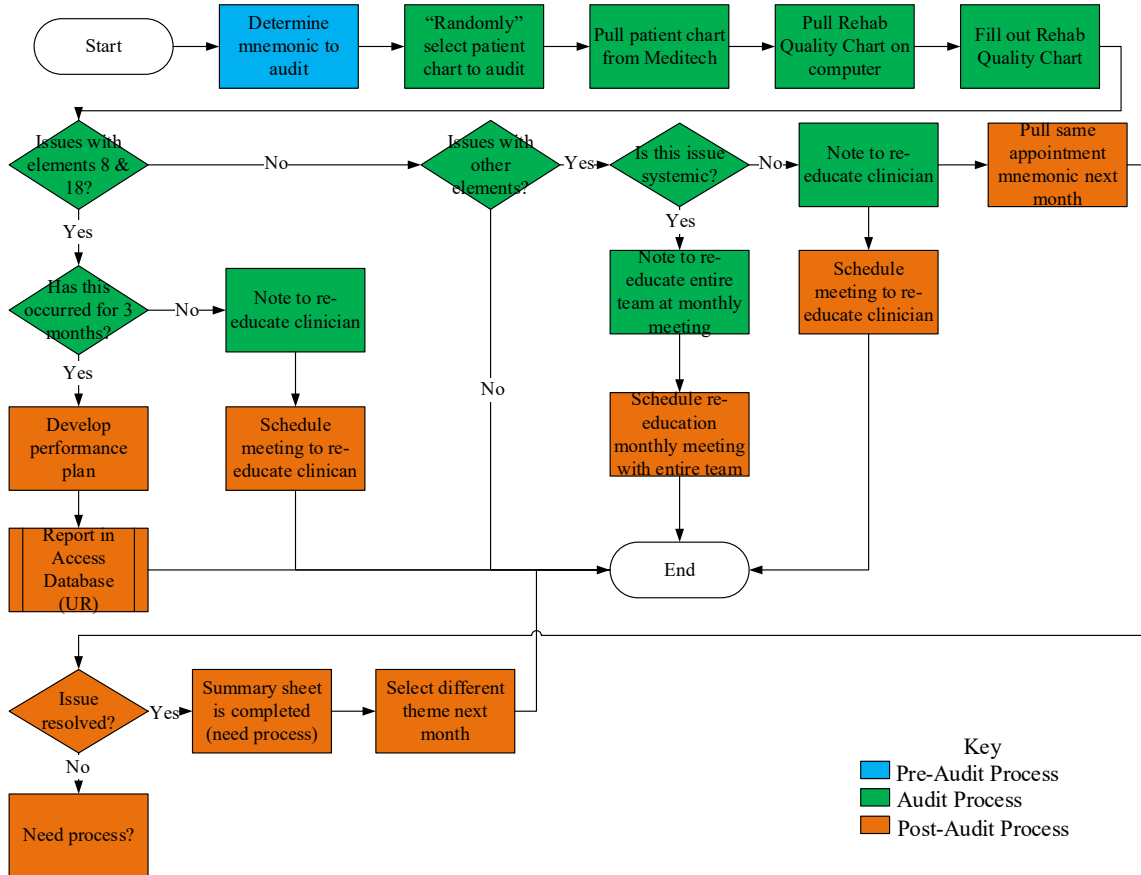 Start
Determine
mnemonic to
audit
“Randomly”
select patient
chart to audit
Pull patient chart
from Meditech
Pull Rehab
Quality Chart on
computer
Fill out Rehab
Quality Chart
Issues with
elements 8 &
18?
No
Issues with
other
elements?
Yes
Is this issue
systemic?
No
Note to re-
educate clinician
Pull same
appointment
mnemonic next
month
Yes
Yes
Has this
occurred for 3
months?
No
Note to re-
educate clinician
Note to re-
educate entire
team at monthly
meeting
Schedule
meeting to re-
educate clinician
Yes
No
Develop
performance
plan
Schedule
meeting to re-
educate clinican
Schedule re-
education
monthly meeting
with entire team
Report in
Access
Database
(UR)
End
Issue
resolved?
Yes
Summary sheet
is completed
(need process)
Select different
theme next
month
No
Need process?
Key
Pre-Audit Process
Audit Process
Post-Audit Process